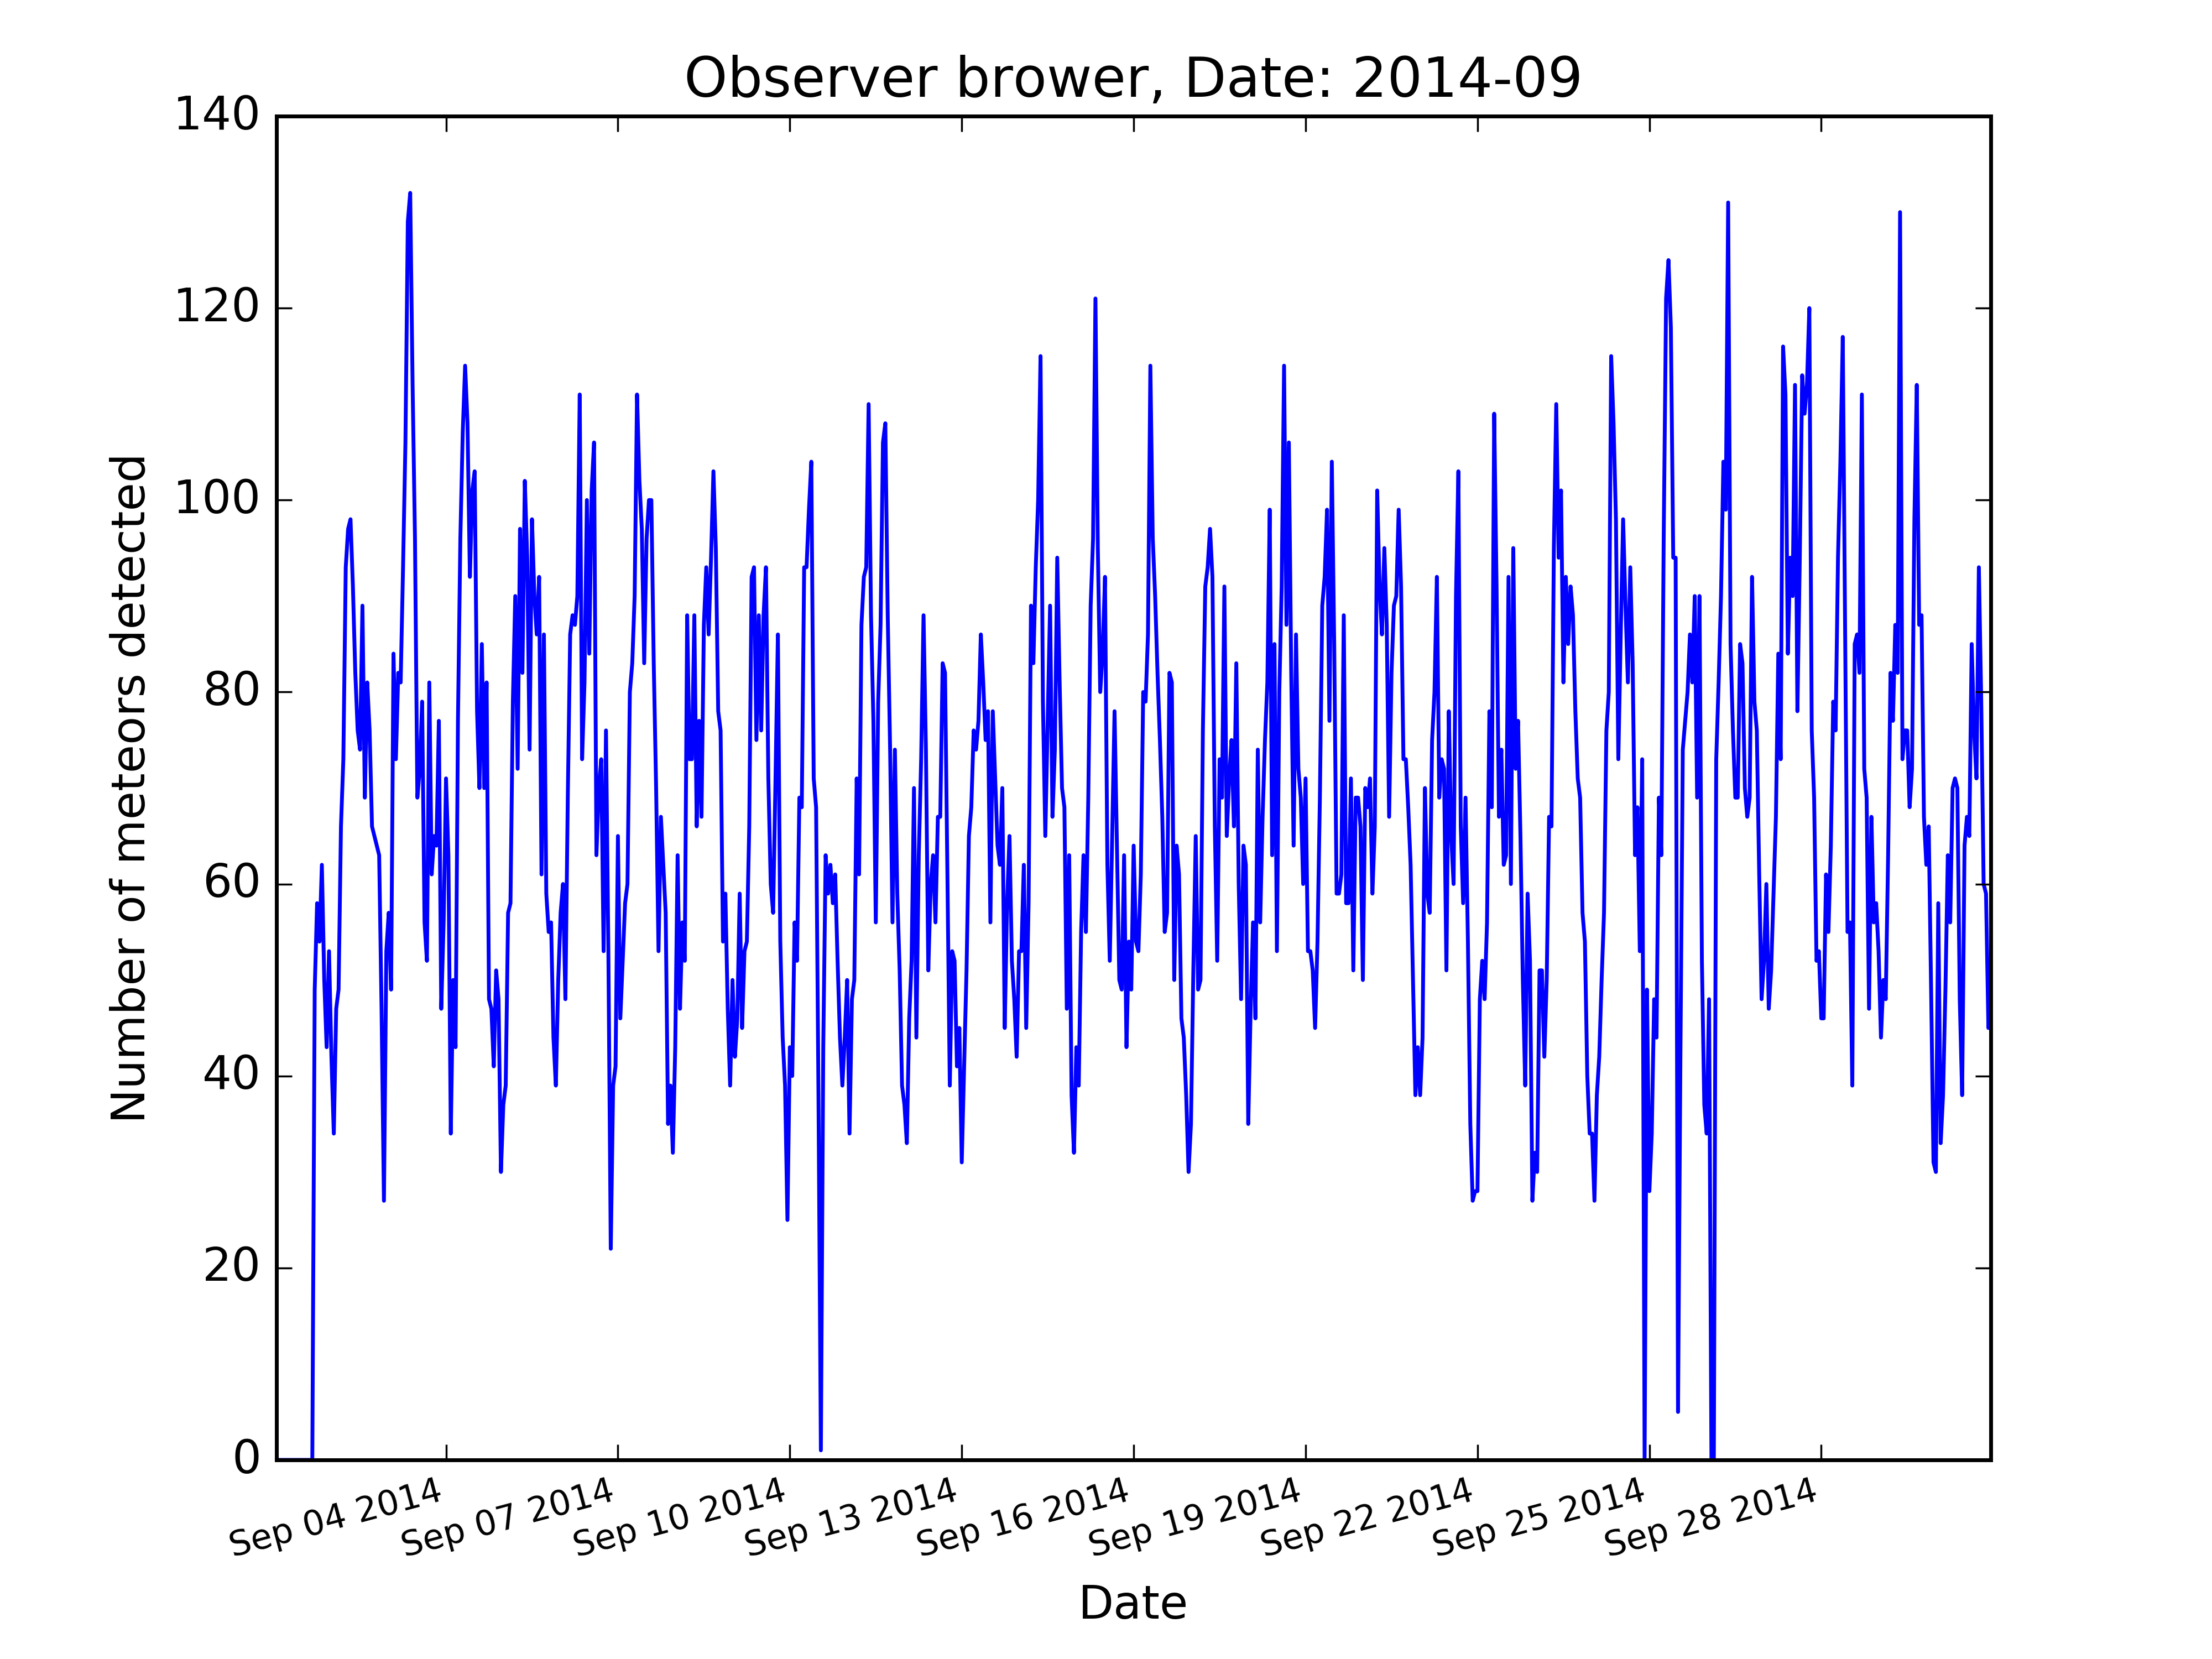 Observer brower, Date: 2014-09
140
120
100
80
60
40
20
0
Number of meteors detected
Sep 04 2014
Sep 07 2014
Sep 10 2014
Sep 13 2014
Sep 16 2014
Sep 19 2014
Sep 22 2014
Sep 25 2014
Sep 28 2014
Date